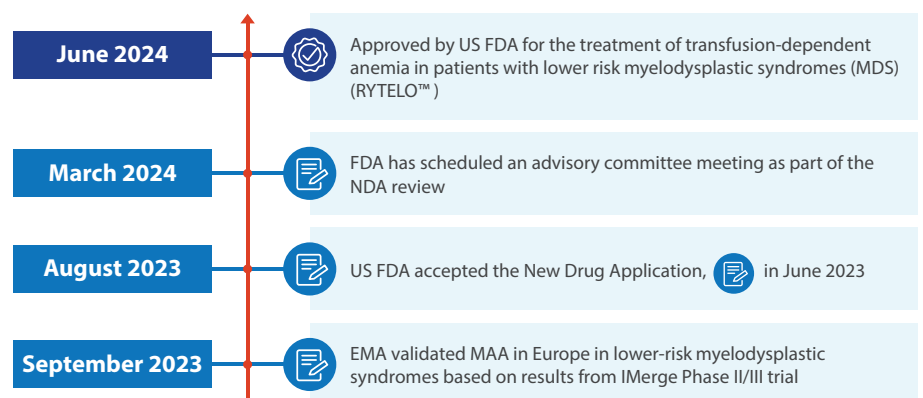 June 2024
Approved by US FDA for the treatment of transfusion-dependent
anemia in patients with lower risk myelodysplastic syndromes (MDS)
(RYTELO™ )
March 2024
FDA has scheduled an advisory committee meeting as part of the
NDA review
August 2023
US FDA accepted the New Drug Application, in June 2023
September 2023
EMA validated MAA in Europe in lower-risk myelodysplastic
syndromes based on results from IMerge Phase II/III trial